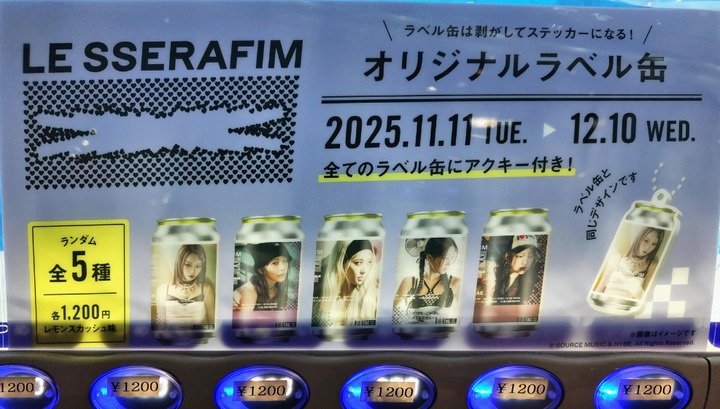 LE SSERAFIM
ラベル缶は剥がしてステッカーになる!
オリジナルラベル缶
2025.11.11 TUE. ▶ 12.10 WED.
全てのラベル缶にアクキー付き!
ラベル缶と
同じデザインです
ランダム
全5種
各1,200円
レモンスカッシュ味
※画像はイメージです
© SOURCE MUSIC & HYBE. All Rights Reserved.
¥1200
¥1200
¥1200
¥1200
¥1200
¥1200